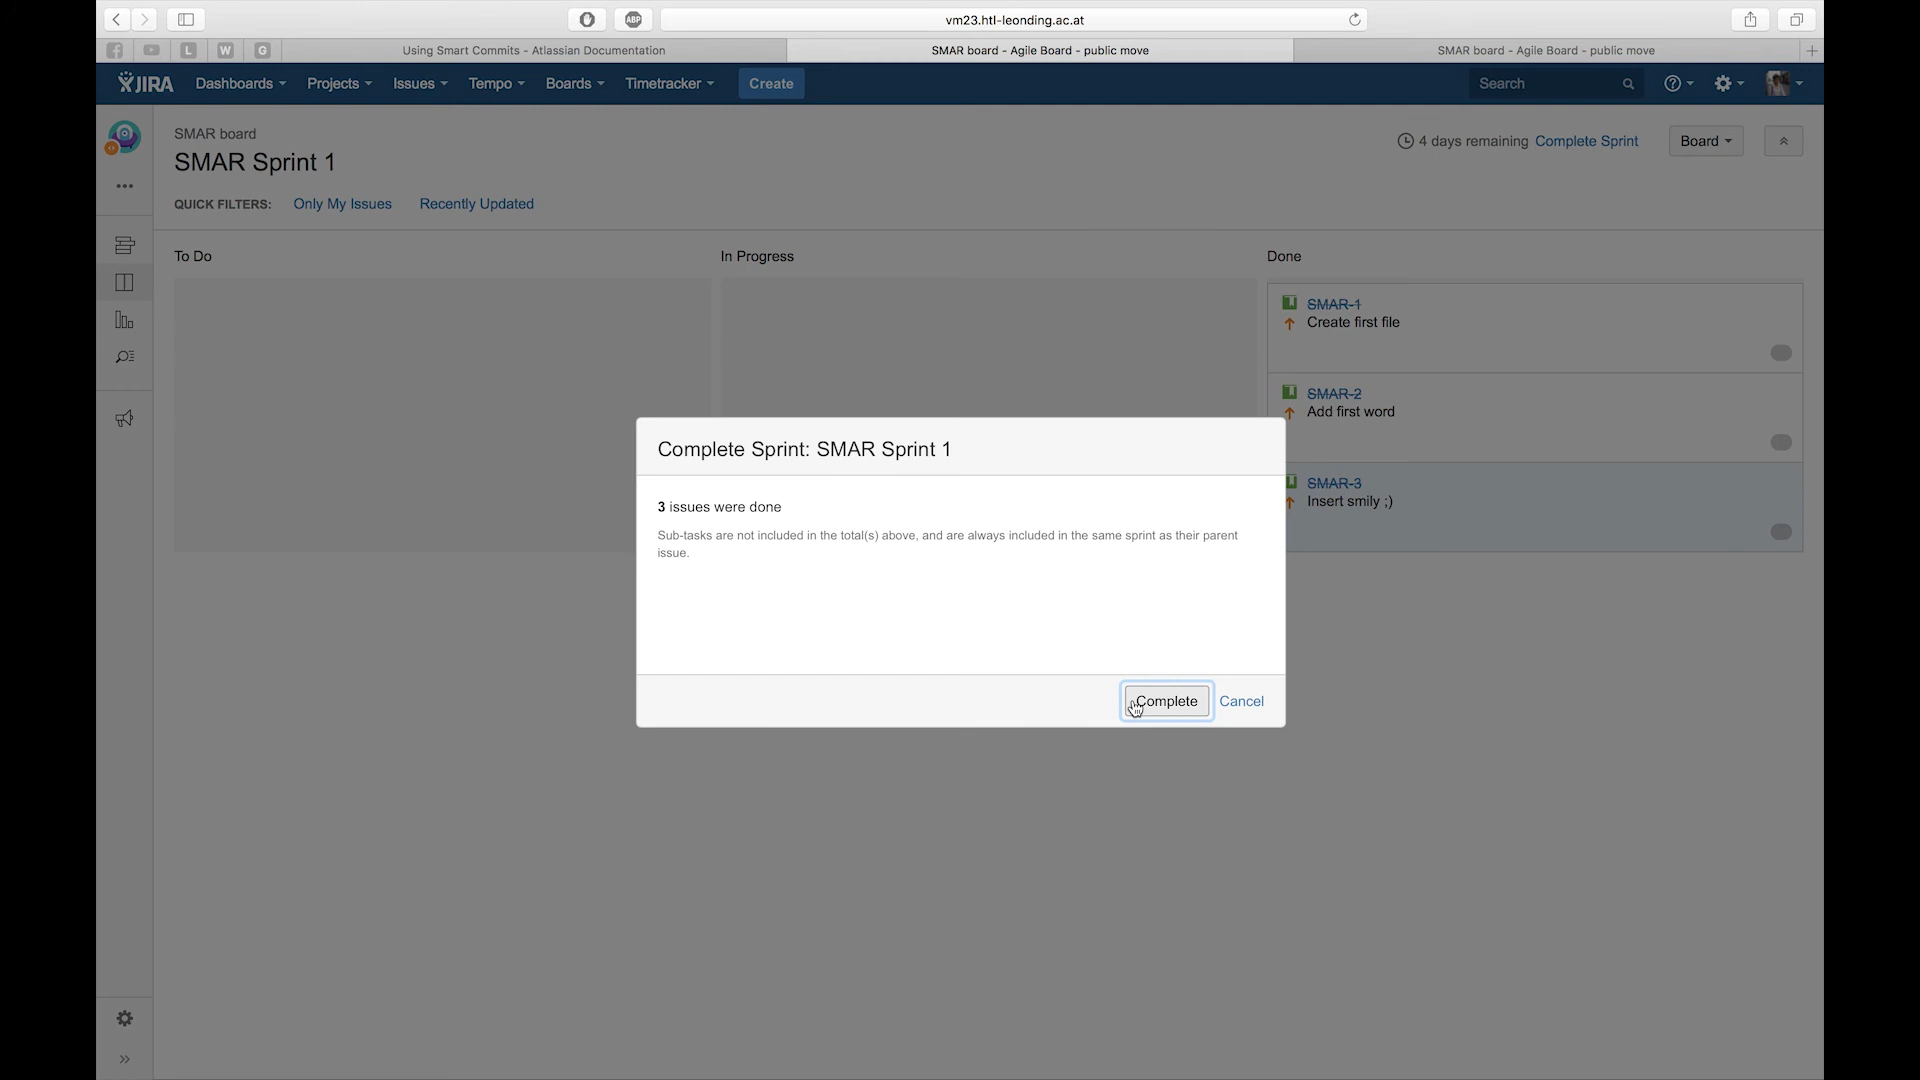 vm23.htl-leonding.ac.at
ABP
L
W
G
Using Smart Commits - Atlassian Documentation
SMAR board - Agile Board - public move
SMAR board - Agile Board - public move
JIRA
Dashboards
Projects
Issues
Tempo
Boards
Timetracker
Create
Search
SMAR board
SMAR Sprint 1
4 days remaining
Complete Sprint
Board
QUICK FILTERS:
Only My Issues
Recently Updated
To Do
In Progress
Done
SMAR-1
Create first file
SMAR-2
Add first word
SMAR-3
Insert smily ;)
Complete Sprint: SMAR Sprint 1
3 issues were done
Sub-tasks are not included in the total(s) above, and are always included in the same sprint as their parent
issue.
Complete
Cancel